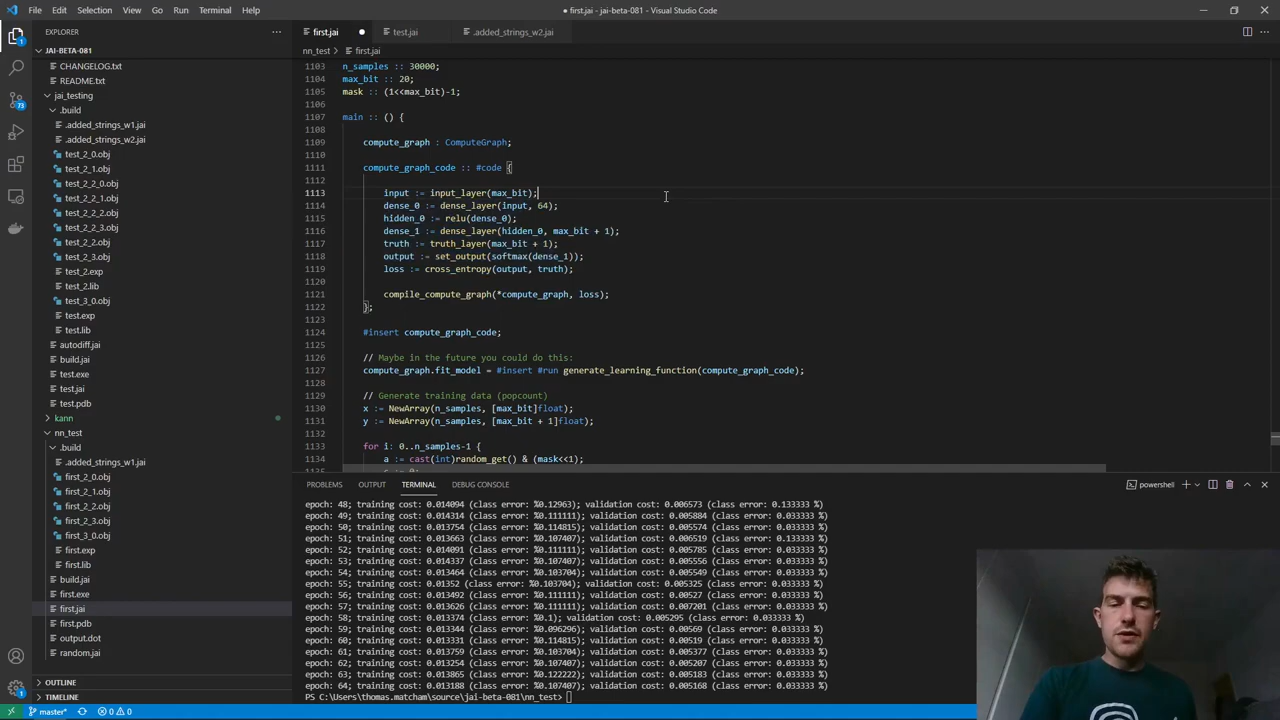 File Edit Selection View Go Run Terminal Help
● first.jai - jai-beta-081 - Visual Studio Code
EXPLORER
JAI-BETA-081
CHANGELOG.txt
README.txt
jai_testing
.build
.added_strings_w1.jai
.added_strings_w2.jai
test_2_0.obj
test_2_1.obj
test_2_2_0.obj
test_2_2_1.obj
test_2_2_2.obj
test_2_2_3.obj
test_2_2.obj
test_2_3.obj
test_2.exp
test_2.lib
test_3_0.obj
test.exp
test.lib
autodiff.jai
build.jai
test.exe
test.jai
test.pdb
kann
nn_test
.build
.added_strings_w1.jai
first_2_0.obj
first_2_1.obj
first_2_2.obj
first_2_3.obj
first_3_0.obj
first.exp
first.lib
build.jai
first.exe
first.jai
first.pdb
output.dot
random.jai
OUTLINE
TIMELINE
1
73
1
first.jai ● test.jai .added_strings_w2.jai
nn_test > first.jai
1103 n_samples :: 30000;
1104 max_bit :: 20;
1105 mask :: (1<<max_bit)-1;
1106
1107 main :: () {
1108
1109 compute_graph : ComputeGraph;
1110
1111 compute_graph_code :: #code {
1112
1113 input := input_layer(max_bit);
1114 dense_0 := dense_layer(input, 64);
1115 hidden_0 := relu(dense_0);
1116 dense_1 := dense_layer(hidden_0, max_bit + 1);
1117 truth := truth_layer(max_bit + 1);
1118 output := set_output(softmax(dense_1));
1119 loss := cross_entropy(output, truth);
1120
1121 compile_compute_graph(*compute_graph, loss);
1122 };
1123
1124 #insert compute_graph_code;
1125
1126 // Maybe in the future you could do this:
1127 compute_graph.fit_model = #insert #run generate_learning_function(compute_graph_code);
1128
1129 // Generate training data (popcount)
1130 x := NewArray(n_samples, [max_bit]float);
1131 y := NewArray(n_samples, [max_bit + 1]float);
1132
1133 for i: 0..n_samples-1 {
1134 a := cast(int)random_get() & (mask<<1);
PROBLEMS OUTPUT TERMINAL DEBUG CONSOLE
powershell
epoch: 48; training cost: 0.014094 (class error: %0.12963); validation cost: 0.006573 (class error: 0.133333 %)
epoch: 49; training cost: 0.014314 (class error: %0.111111); validation cost: 0.005884 (class error: 0.033333 %)
epoch: 50; training cost: 0.013754 (class error: %0.114815); validation cost: 0.005574 (class error: 0.033333 %)
epoch: 51; training cost: 0.013663 (class error: %0.107407); validation cost: 0.006519 (class error: 0.133333 %)
epoch: 52; training cost: 0.014091 (class error: %0.111111); validation cost: 0.005785 (class error: 0.033333 %)
epoch: 53; training cost: 0.014337 (class error: %0.107407); validation cost: 0.005556 (class error: 0.033333 %)
epoch: 54; training cost: 0.013464 (class error: %0.103704); validation cost: 0.005549 (class error: 0.033333 %)
epoch: 55; training cost: 0.01352 (class error: %0.103704); validation cost: 0.005325 (class error: 0.033333 %)
epoch: 56; training cost: 0.013492 (class error: %0.111111); validation cost: 0.00527 (class error: 0.033333 %)
epoch: 57; training cost: 0.013626 (class error: %0.111111); validation cost: 0.007201 (class error: 0.033333 %)
epoch: 58; training cost: 0.013374 (class error: %0.1); validation cost: 0.005295 (class error: 0.033333 %)
epoch: 59; training cost: 0.013344 (class error: %0.096296); validation cost: 0.00569 (class error: 0.033333 %)
epoch: 60; training cost: 0.013331 (class error: %0.114815); validation cost: 0.00519 (class error: 0.033333 %)
epoch: 61; training cost: 0.013759 (class error: %0.103704); validation cost: 0.005377 (class error: 0.033333 %)
epoch: 62; training cost: 0.013254 (class error: %0.107407); validation cost: 0.005207 (class error: 0.033333 %)
epoch: 63; training cost: 0.013865 (class error: %0.122222); validation cost: 0.005385 (class error: 0.033333 %)
epoch: 64; training cost: 0.013188 (class error: %0.107407); validation cost: 0.005168 (class error: 0.033333 %)
PS C:\Users\thomas.matcham\source\jai-beta-081\nn_test>
master* 0 0